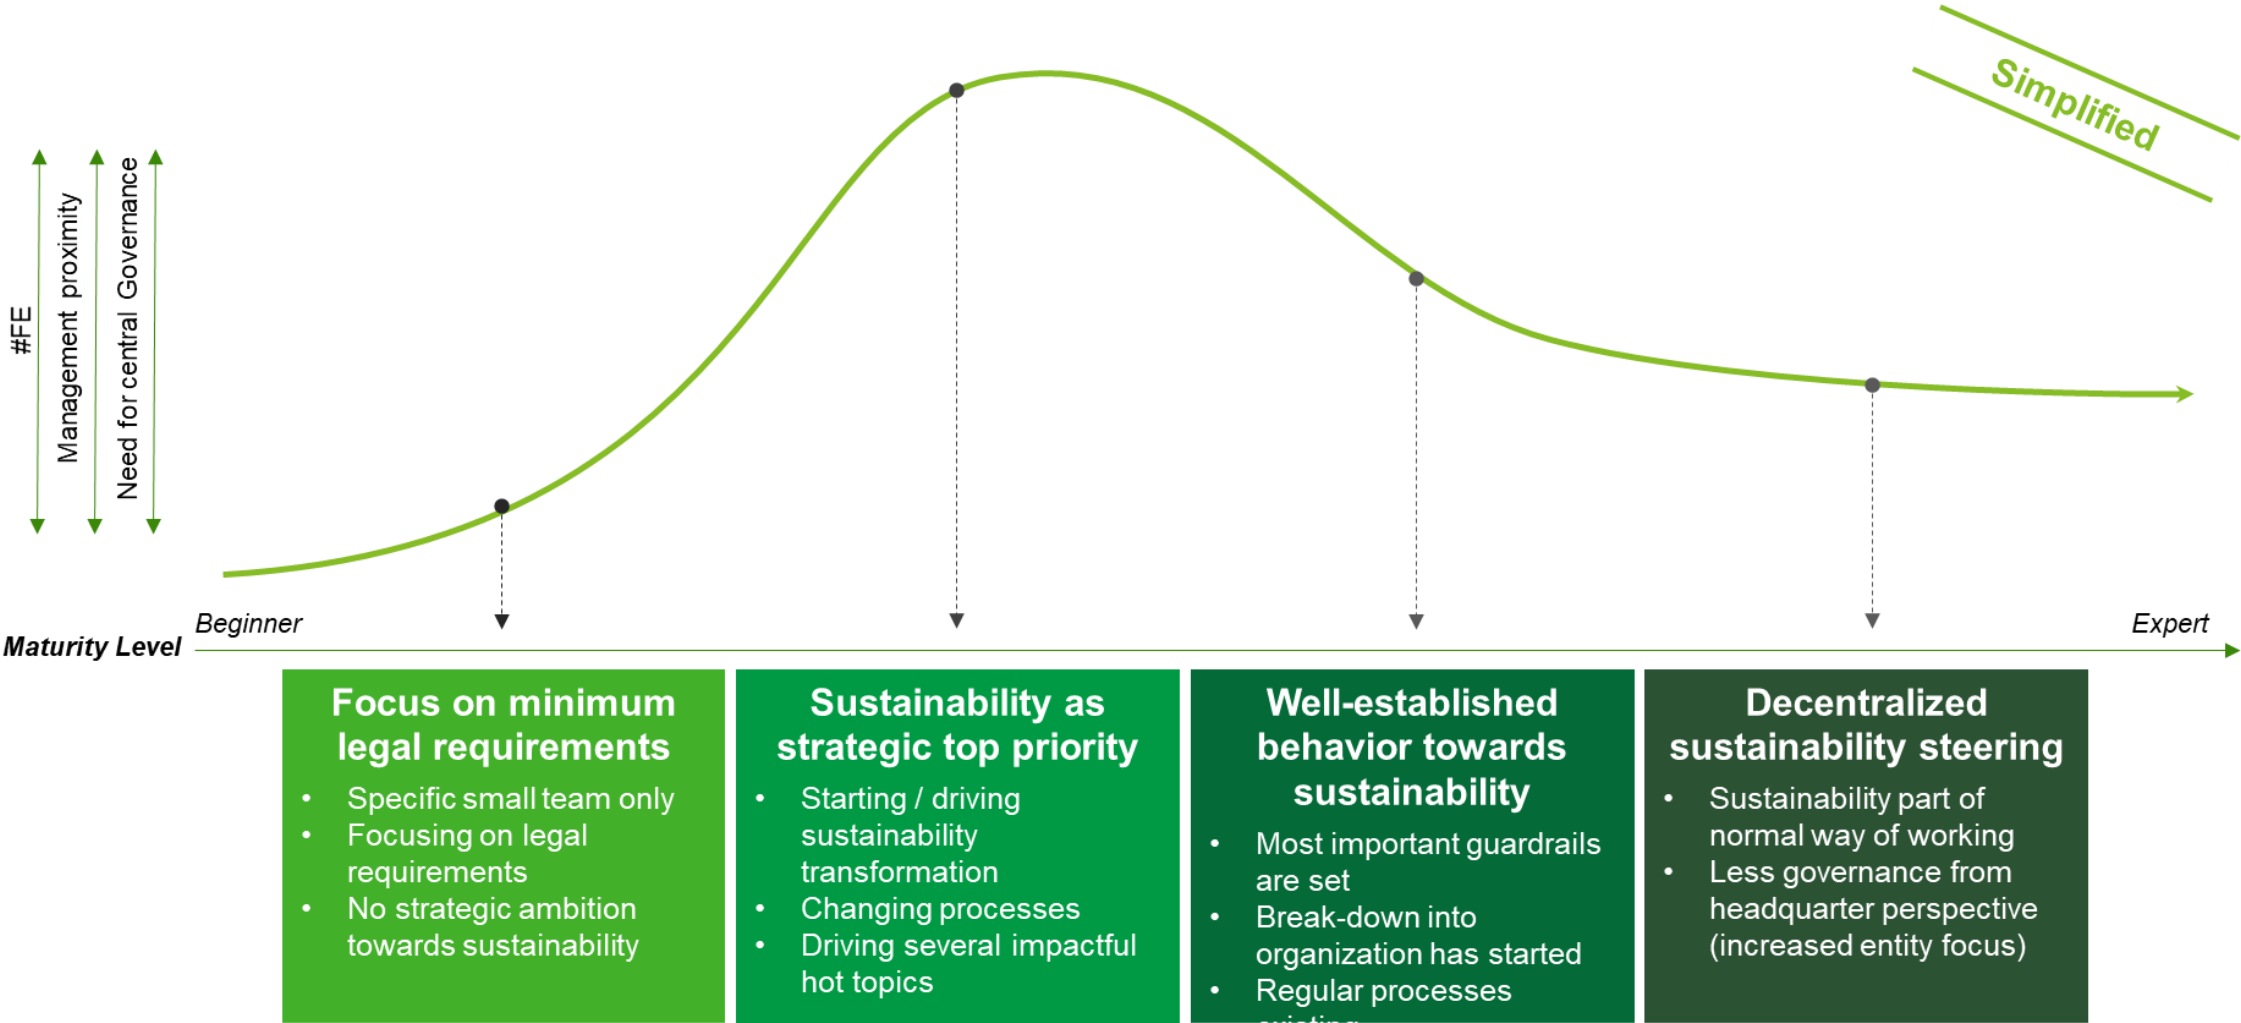 Simplified
#FE
Management proximity
Need for central Governance
Beginner
Expert
Maturity Level
Focus on minimum
legal requirements
• Specific small team only
• Focusing on legal
requirements
• No strategic ambition
towards sustainability
Sustainability as
strategic top priority
• Starting / driving
sustainability
transformation
• Changing processes
• Driving several impactful
hot topics
Well-established
behavior towards
sustainability
• Most important guardrails
are set
• Break-down into
organization has started
• Regular processes
Decentralized
sustainability steering
• Sustainability part of
normal way of working
• Less governance from
headquarter perspective
(increased entity focus)